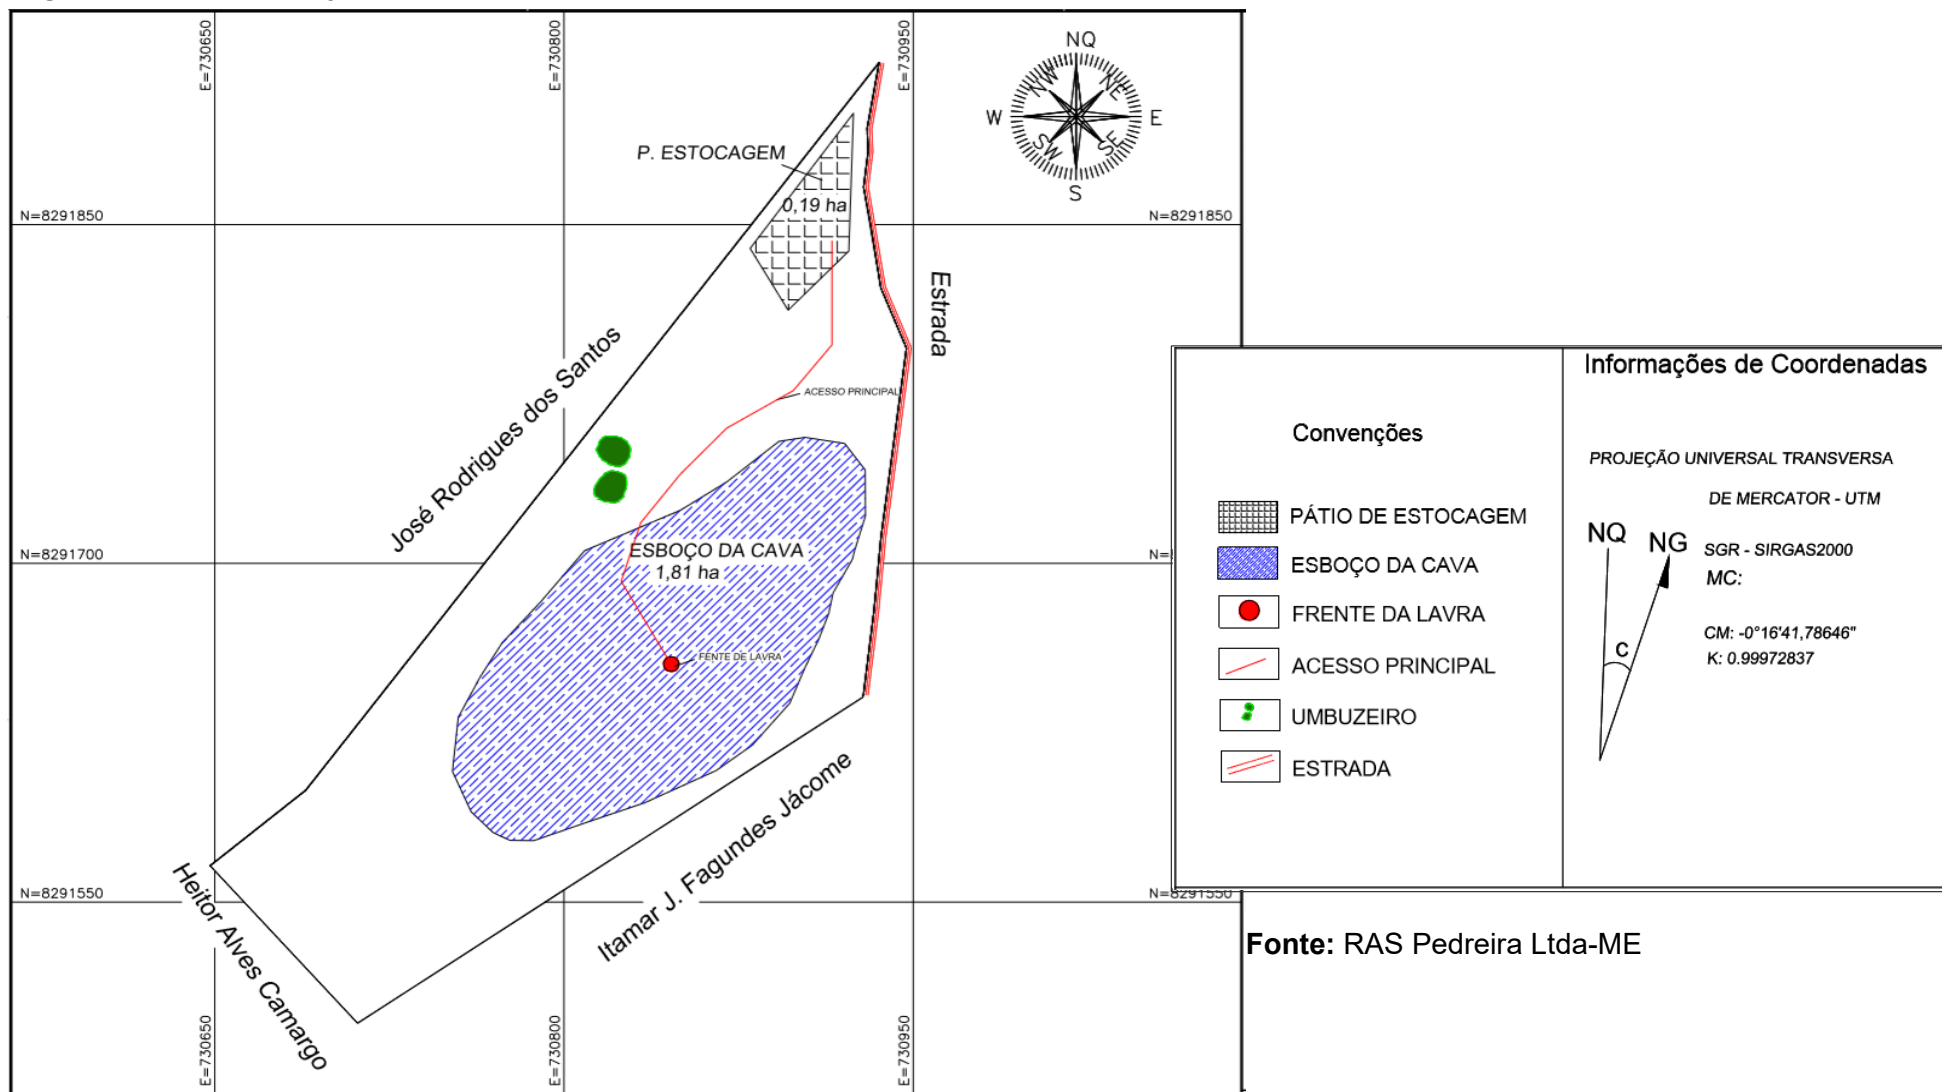 E=730650
E=730800
E=730950
NQ
NW
NE
W
E
SW
SE
S
P. ESTOCAGEM
0,19 ha
N=8291850
N=8291850
Estrada
José Rodrigues dos Santos
ACESSO PRINCIPAL
ESBOÇO DA CAVA
1,81 ha
N=8291700
FENTE DE LAVRA
Itamar J. Fagundes Jácome
Heitor Alves Camargo
N=8291550
N=8291550
E=730650
E=730800
E=730950
Convenções
PÁTIO DE ESTOCAGEM
ESBOÇO DA CAVA
FRENTE DA LAVRA
ACESSO PRINCIPAL
UMBUZEIRO
ESTRADA
Informações de Coordenadas
PROJEÇÃO UNIVERSAL TRANSVERSA
DE MERCATOR - UTM
NQ
NG
C
SGR - SIRGAS2000
MC:
CM: -0°16'41,78646"
K: 0.99972837
Fonte: RAS Pedreira Ltda-ME